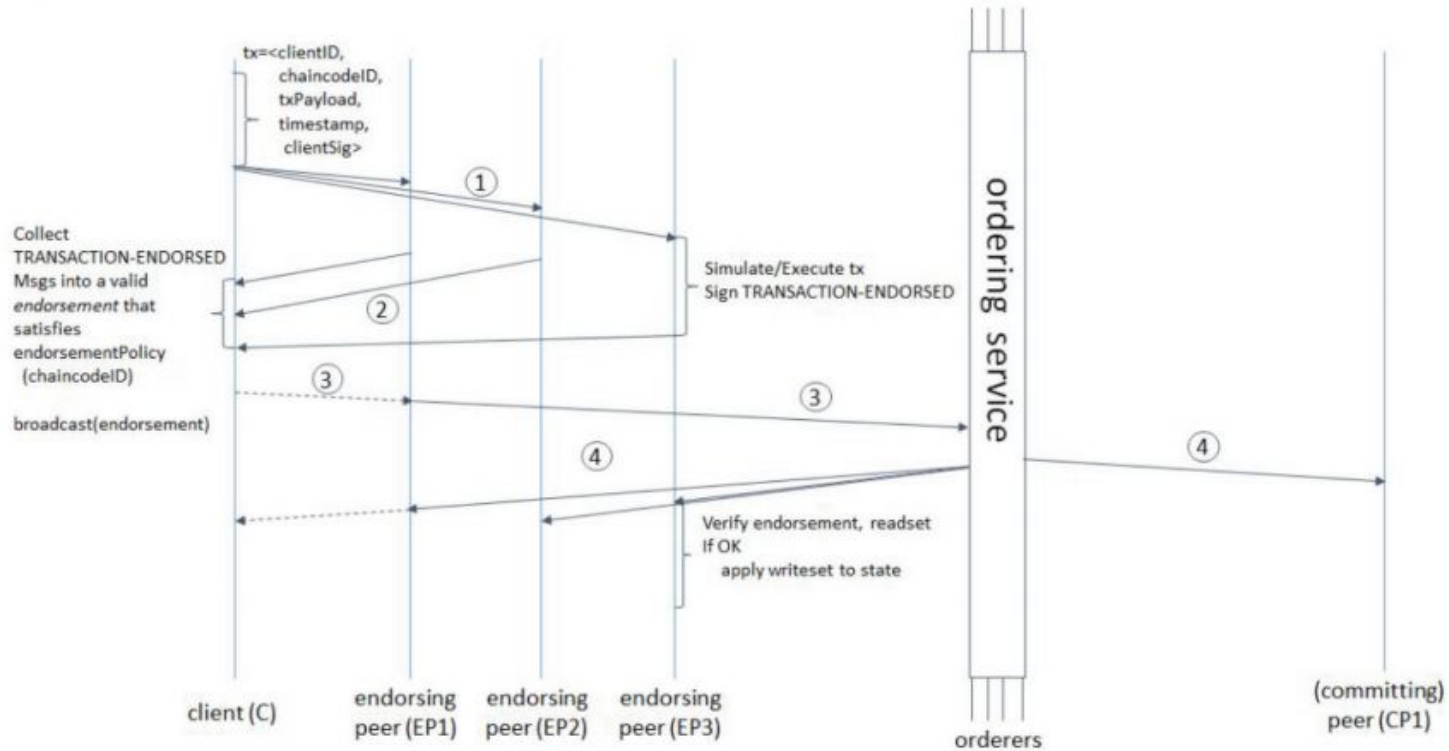 tx=<clientID,
chaincodeID,
txPayload,
timestamp,
clientSig>
1
Collect
TRANSACTION-ENDORSED
Msgs into a valid
endorsement that
satisfies
endorsementPolicy
(chaincodeID)
2
Simulate/Execute tx
Sign TRANSACTION-ENDORSED
3
3
broadcast(endorsement)
4
4
Verify endorsement, readset
If OK
apply writeset to state
ordering service
client (C)
endorsing
peer (EP1)
endorsing
peer (EP2)
endorsing
peer (EP3)
orderers
(committing)
peer (CP1)